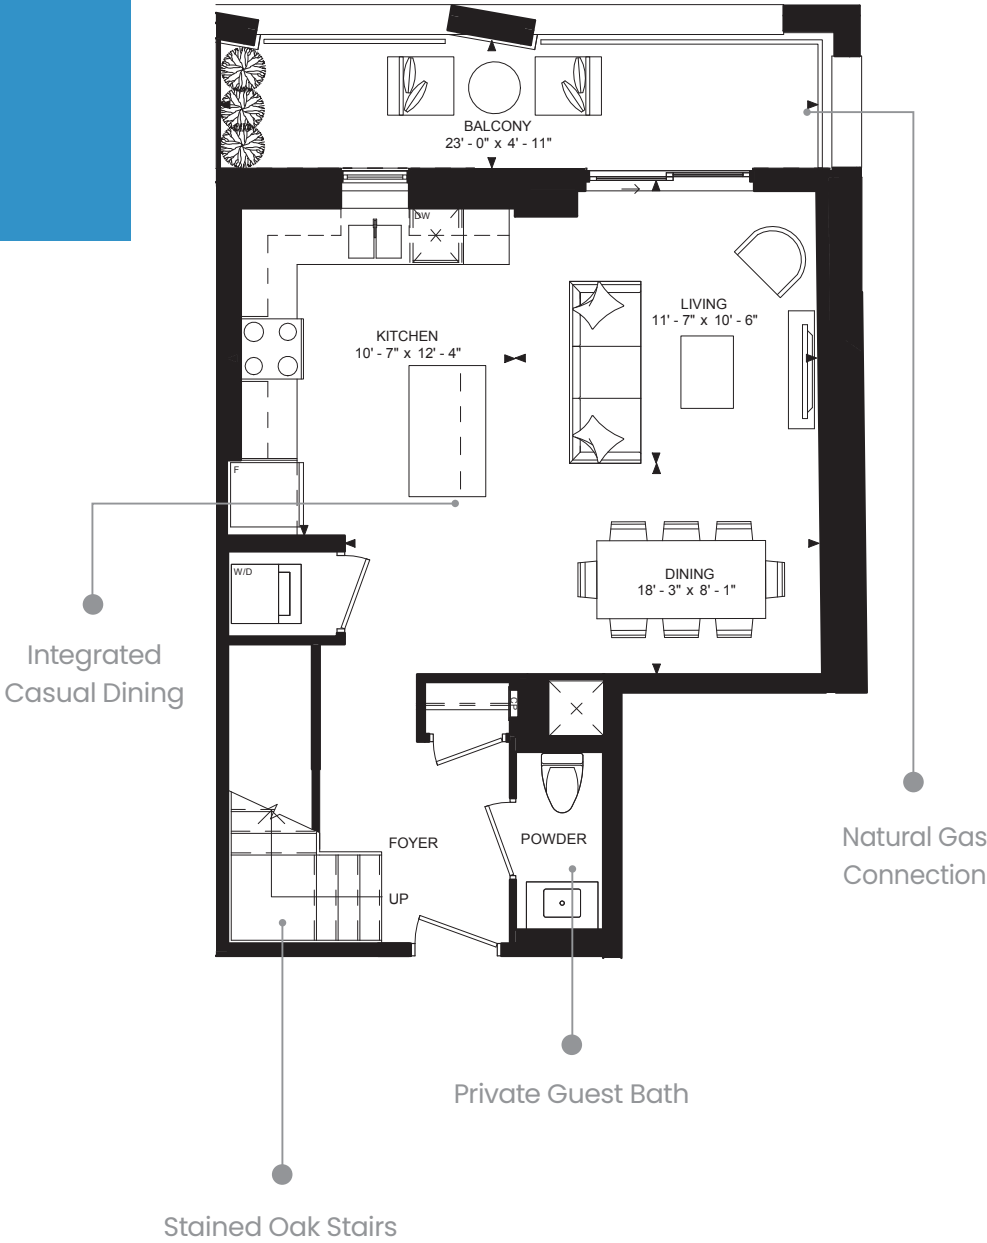 BALCONY
23' - 0" x 4' - 11"
DW
LIVING
11' - 7" x 10' - 6"
KITCHEN
10' - 7" x 12' - 4"
F
W/D
DINING
18' - 3" x 8' - 1"
Integrated
Casual Dining
CP
Natural Gas
Connection
FOYER
POWDER
UP
Private Guest Bath
Stained Oak Stairs